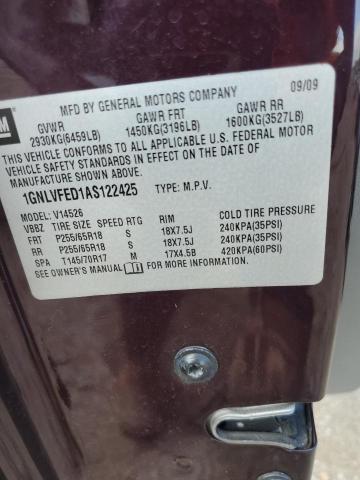 GM
09/09
MFD BY GENERAL MOTORS COMPANY
GVWR GAWR FRT GAWR RR
2930KG(6459LB) 1450KG(3196LB) 1600KG(3527LB)
THIS VEHICLE CONFORMS TO ALL APPLICABLE U.S. FEDERAL MOTOR
VEHICLE SAFETY STANDARDS IN EFFECT ON THE DATE OF
MANUFACTURE SHOWN ABOVE.
1GNLVFED1AS122425 TYPE: M.P.V.
MODEL: V14526
VBBZ TIRE SIZE SPEED RTG RIM COLD TIRE PRESSURE
FRT P255/65R18 S 18X7.5J 240KPA(35PSI)
RR P255/65R18 S 18X7.5J 240KPA(35PSI)
SPA T145/70R17 M 17X4.5B 420KPA(60PSI)
SEE OWNER'S MANUAL FOR MORE INFORMATION.